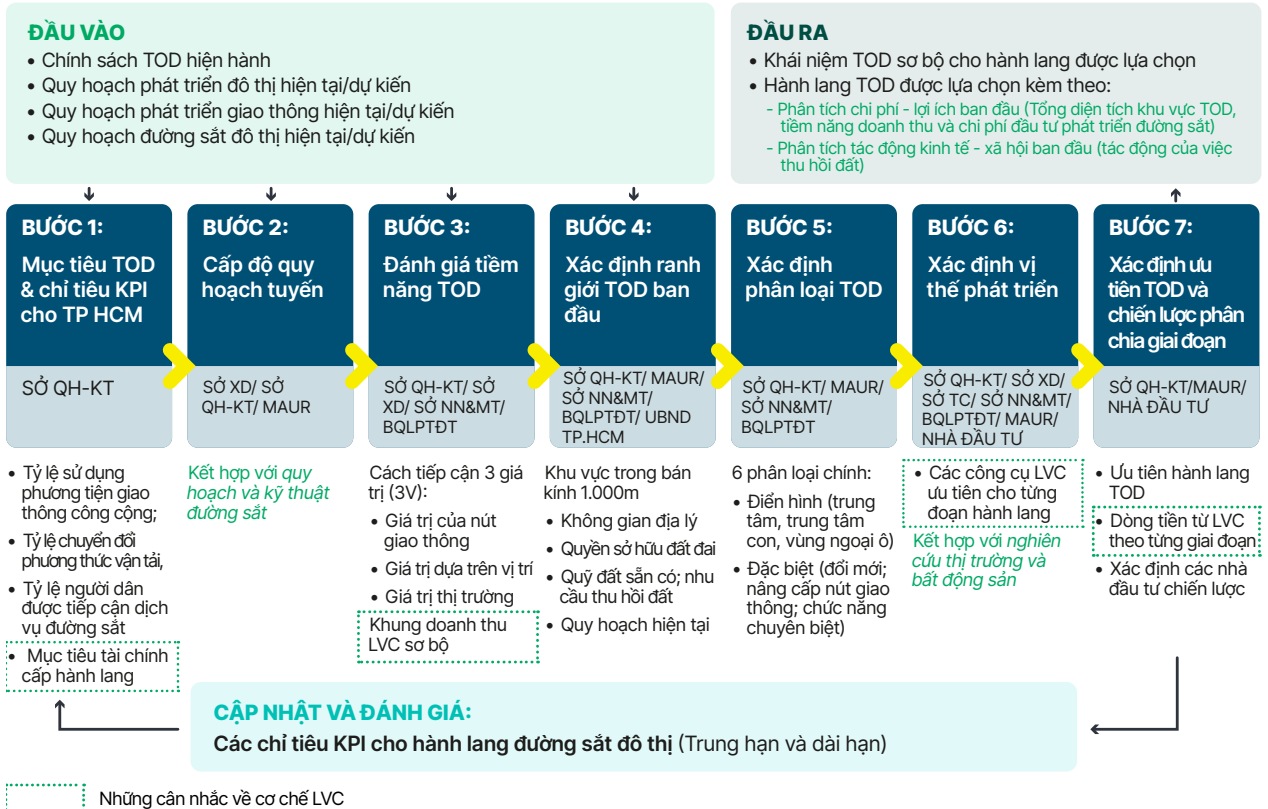 ĐẦU VÀO
• Chính sách TOD hiện hành
• Quy hoạch phát triển đô thị hiện tại/dự kiến
• Quy hoạch phát triển giao thông hiện tại/dự kiến
• Quy hoạch đường sắt đô thị hiện tại/dự kiến
ĐẦU RA
• Khái niệm TOD sơ bộ cho hành lang được lựa chọn
• Hành lang TOD được lựa chọn kèm theo:
- Phân tích chi phí - lợi ích ban đầu (Tổng diện tích khu vực TOD,
tiềm năng doanh thu và chi phí đầu tư phát triển đường sắt)
- Phân tích tác động kinh tế - xã hội ban đầu (tác động của việc
thu hồi đất)
BƯỚC 1:
Mục tiêu TOD
& chỉ tiêu KPI
cho TP HCM
SỞ QH-KT
• Tỷ lệ sử dụng
phương tiện giao
thông công cộng;
• Tỷ lệ chuyển đổi
phương thức vận tải,
• Tỷ lệ người dân
được tiếp cận dịch
vụ đường sắt
• Mục tiêu tài chính
cấp hành lang
BƯỚC 2:
Cấp độ quy
hoạch tuyến
SỞ XD/ SỞ
QH-KT/ MAUR
Kết hợp với quy
hoạch và kỹ thuật
đường sắt
BƯỚC 3:
Đánh giá tiềm
năng TOD
SỞ QH-KT/ SỞ
XD/ SỞ NN&MT/
BQLPTĐT
Cách tiếp cận 3 giá
trị (3V):
• Giá trị của nút
giao thông
• Giá trị dựa trên vị trí
• Giá trị thị trường
Khung doanh thu
LVC sơ bộ
BƯỚC 4:
Xác định ranh
giới TOD ban
đầu
SỞ QH-KT/ MAUR/
SỞ NN&MT/
BQLPTĐT/ UBND
TP.HCM
Khu vực trong bán
kính 1.000m
• Không gian địa lý
• Quyền sở hữu đất đai
• Quỹ đất sẵn có; nhu
cầu thu hồi đất
• Quy hoạch hiện tại
BƯỚC 5:
Xác định
phân loại TOD
SỞ QH-KT/ MAUR/
SỞ NN&MT/
BQLPTĐT
6 phân loại chính:
• Điển hình (trung
tâm, trung tâm
con, vùng ngoại ô)
• Đặc biệt (đổi mới;
nâng cấp nút giao
thông; chức năng
chuyên biệt)
BƯỚC 6:
Xác định vị
thế phát triển
SỞ QH-KT/ SỞ XD/
SỞ TC/ SỞ NN&MT/
BQLPTĐT/ MAUR/
NHÀ ĐẦU TƯ
• Các công cụ LVC
ưu tiên cho từng
đoạn hành lang
Kết hợp với nghiên
cứu thị trường và
bất động sản
BƯỚC 7:
Xác định ưu
tiên TOD và
chiến lược phân
chia giai đoạn
SỞ QH-KT/MAUR/
NHÀ ĐẦU TƯ
• Ưu tiên hành lang
TOD
• Dòng tiền từ LVC
theo từng giai đoạn
• Xác định các nhà
đầu tư chiến lược
CẬP NHẬT VÀ ĐÁNH GIÁ:
Các chỉ tiêu KPI cho hành lang đường sắt đô thị (Trung hạn và dài hạn)
Những cân nhắc về cơ chế LVC